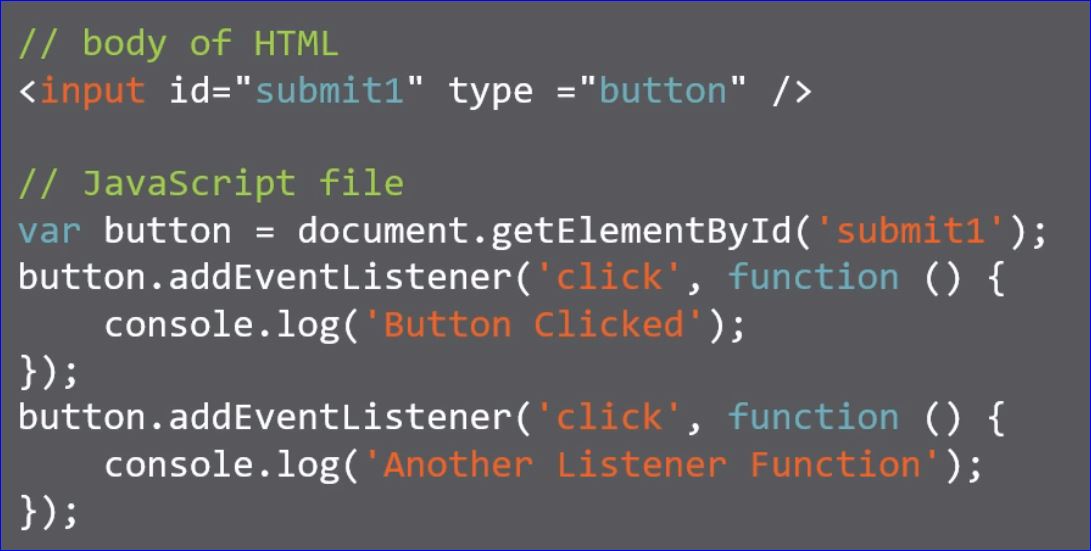 // body of HTML
<input id="submit1" type ="button" />
// JavaScript file
var button = document.getElementById('submit1');
button.addEventListener('click', function () {
    console.log('Button Clicked');
});
button.addEventListener('click', function () {
    console.log('Another Listener Function');
});